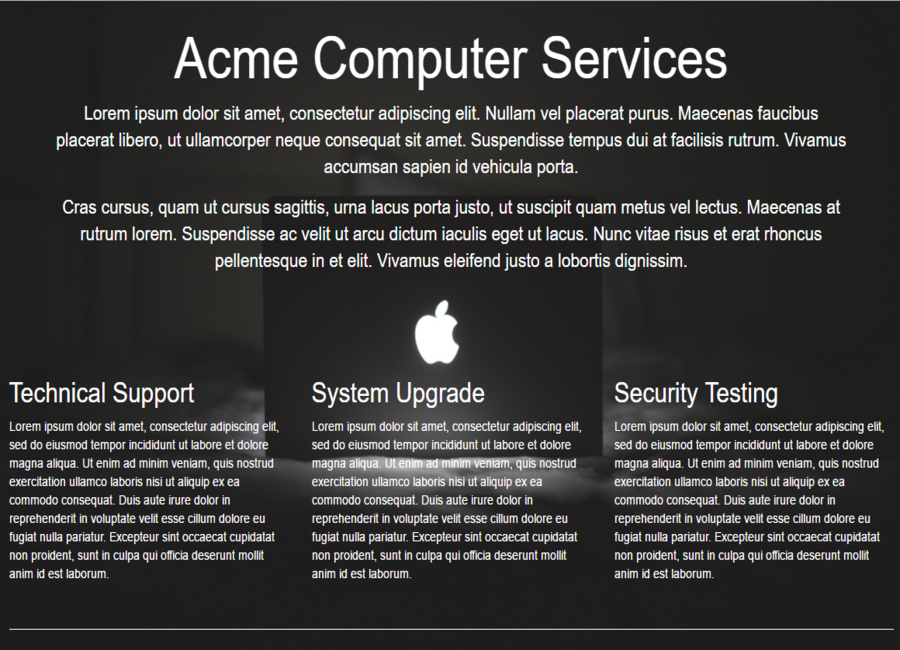 Acme Computer Services
Lorem ipsum dolor sit amet, consectetur adipiscing elit. Nullam vel placerat purus. Maecenas faucibus
placerat libero, ut ullamcorper neque consequat sit amet. Suspendisse tempus dui at facilisis rutrum. Vivamus
accumsan sapien id vehicula porta.
Cras cursus, quam ut cursus sagittis, urna lacus porta justo, ut suscipit quam metus vel lectus. Maecenas at
rutrum lorem. Suspendisse ac velit ut arcu dictum iaculis eget ut lacus. Nunc vitae risus et erat rhoncus
pellentesque in et elit. Vivamus eleifend justo a lobortis dignissim.
Technical Support
Lorem ipsum dolor sit amet, consectetur adipiscing elit,
sed do eiusmod tempor incididunt ut labore et dolore
magna aliqua. Ut enim ad minim veniam, quis nostrud
exercitation ullamco laboris nisi ut aliquip ex ea
commodo consequat. Duis aute irure dolor in
reprehenderit in voluptate velit esse cillum dolore eu
fugiat nulla pariatur. Excepteur sint occaecat cupidatat
non proident, sunt in culpa qui officia deserunt mollit
anim id est laborum.
System Upgrade
Lorem ipsum dolor sit amet, consectetur adipiscing elit,
sed do eiusmod tempor incididunt ut labore et dolore
magna aliqua. Ut enim ad minim veniam, quis nostrud
exercitation ullamco laboris nisi ut aliquip ex ea
commodo consequat. Duis aute irure dolor in
reprehenderit in voluptate velit esse cillum dolore eu
fugiat nulla pariatur. Excepteur sint occaecat cupidatat
non proident, sunt in culpa qui officia deserunt mollit
anim id est laborum.
Security Testing
Lorem ipsum dolor sit amet, consectetur adipiscing elit,
sed do eiusmod tempor incididunt ut labore et dolore
magna aliqua. Ut enim ad minim veniam, quis nostrud
exercitation ullamco laboris nisi ut aliquip ex ea
commodo consequat. Duis aute irure dolor in
reprehenderit in voluptate velit esse cillum dolore eu
fugiat nulla pariatur. Excepteur sint occaecat cupidatat
non proident, sunt in culpa qui officia deserunt mollit
anim id est laborum.